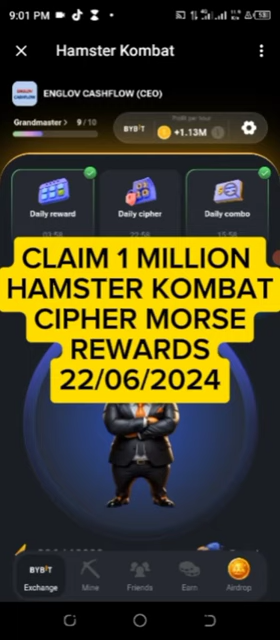 9:01 PM
Hamster Kombat
ENGLOV CASHFLOW (CEO)
Grandmaster > 9/10
Profit per hour
BYBIT +1.13M
Daily reward
Daily cipher
Daily combo
CLAIM 1 MILLION
HAMSTER KOMBAT
CIPHER MORSE
REWARDS
22/06/2024
BYBIT
Exchange
Mine
Friends
Earn
Airdrop